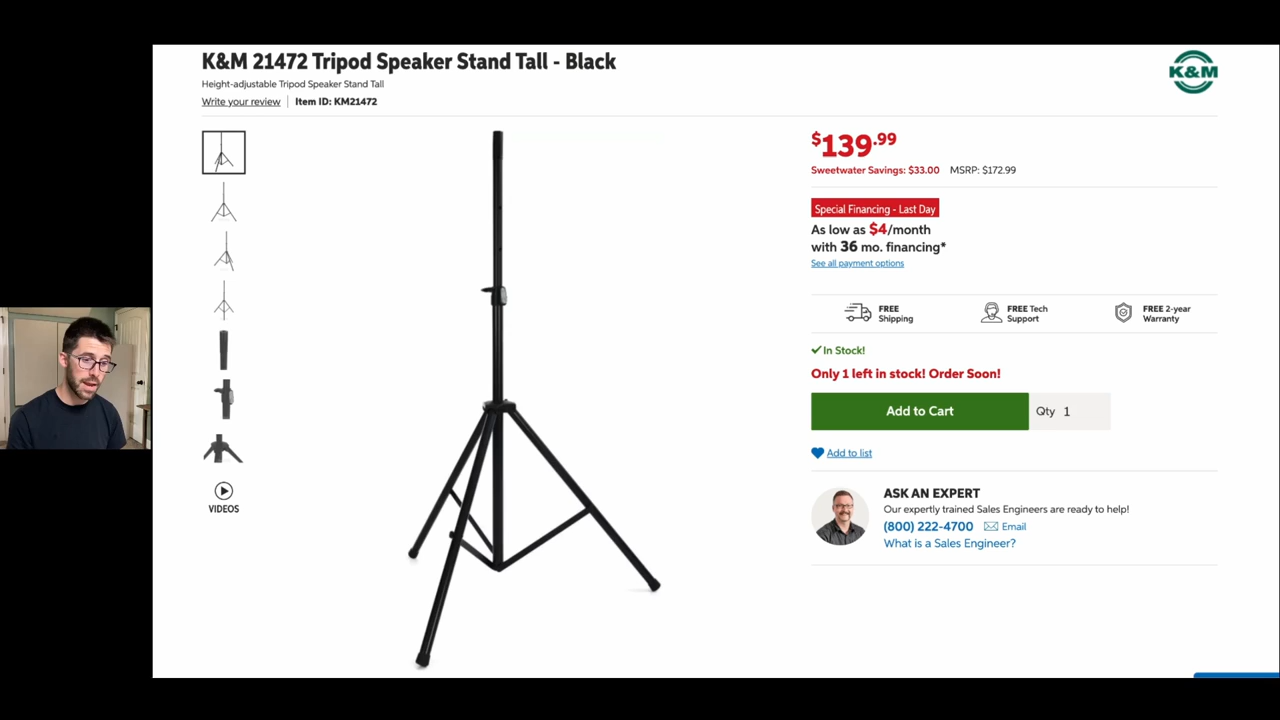 K&M 21472 Tripod Speaker Stand Tall - Black
Height-adjustable Tripod Speaker Stand Tall
Write your review
Item ID: KM21472
K&M
VIDEOS
$139.99
Sweetwater Savings: $33.00 MSRP: $172.99
Special Financing - Last Day
As low as $4/month
with 36 mo. financing*
See all payment options
FREE
Shipping
FREE Tech
Support
FREE 2-year
Warranty
In Stock!
Only 1 left in stock! Order Soon!
Add to Cart
Qty 1
Add to list
ASK AN EXPERT
Our expertly trained Sales Engineers are ready to help!
(800) 222-4700 Email
What is a Sales Engineer?